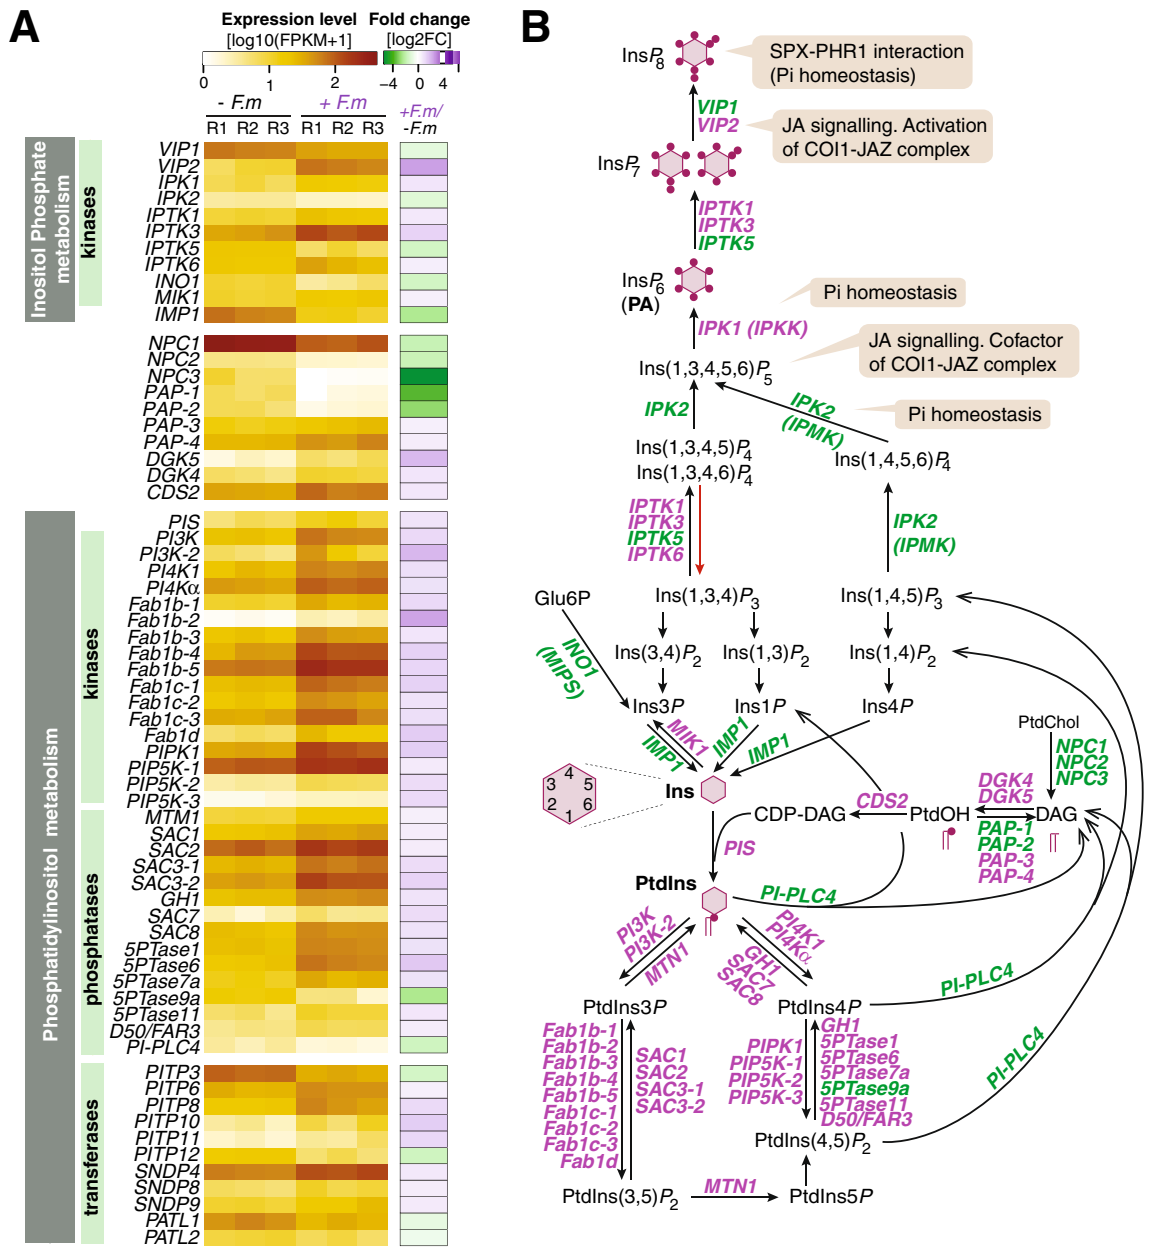 A
Expression level
[log10(FPKM+1]
Fold change
[log2FC]
0 1 2
−4 0 4
- F.m
+ F.m
+F.m/
-F.m
R1 R2 R3 R1 R2 R3
Inositol Phosphate
metabolism
kinases
VIP1
VIP2
IPK1
IPK2
IPTK1
IPTK3
IPTK5
IPTK6
INO1
MIK1
IMP1
NPC1
NPC2
NPC3
PAP-1
PAP-2
PAP-3
PAP-4
DGK5
DGK4
CDS2
Phosphatidylinositol metabolism
kinases
PIS
PI3K
PI3K-2
PI4K1
PI4Kα
Fab1b-1
Fab1b-2
Fab1b-3
Fab1b-4
Fab1b-5
Fab1c-1
Fab1c-2
Fab1c-3
Fab1d
PIPK1
PIP5K-1
PIP5K-2
PIP5K-3
phosphatases
MTM1
SAC1
SAC2
SAC3-1
SAC3-2
GH1
SAC7
SAC8
5PTase1
5PTase6
5PTase7a
5PTase9a
5PTase11
D50/FAR3
PI-PLC4
transferases
PITP3
PITP6
PITP8
PITP10
PITP11
PITP12
SNDP4
SNDP8
SNDP9
PATL1
PATL2
B
InsP8
SPX-PHR1 interaction
(Pi homeostasis)
VIP1
VIP2
JA signalling. Activation
of COI1-JAZ complex
InsP7
IPTK1
IPTK3
IPTK5
InsP6
(PA)
Pi homeostasis
IPK1 (IPKK)
JA signalling. Cofactor
of COI1-JAZ complex
Ins(1,3,4,5,6)P5
IPK2
IPK2
(IPMK)
Pi homeostasis
Ins(1,3,4,5)P4
Ins(1,3,4,6)P4
Ins(1,4,5,6)P4
IPTK1
IPTK3
IPTK5
IPTK6
IPK2
(IPMK)
Glu6P
Ins(1,3,4)P3
Ins(1,4,5)P3
INO1
(MIPS)
Ins(3,4)P2
Ins(1,3)P2
Ins(1,4)P2
Ins3P
Ins1P
Ins4P
MIK1
IMP1
IMP1
IMP1
PtdChol
NPC1
NPC2
NPC3
4
3 5
2 6
1
Ins
DGK4
DGK5
CDP-DAG
CDS2
PtdOH
DAG
PAP-1
PAP-2
PAP-3
PAP-4
PIS
PtdIns
PI-PLC4
PI3K
PI3K-2
MTN1
PI4K1
PI4Kα
GH1
SAC7
SAC8
PI-PLC4
PtdIns3P
PtdIns4P
Fab1b-1
Fab1b-2
Fab1b-3
Fab1b-4
Fab1b-5
Fab1c-1
Fab1c-2
Fab1c-3
Fab1d
SAC1
SAC2
SAC3-1
SAC3-2
PIPK1
PIP5K-1
PIP5K-2
PIP5K-3
GH1
5PTase1
5PTase6
5PTase7a
5PTase9a
5PTase11
D50/FAR3
PI-PLC4
PtdIns(4,5)P2
PtdIns(3,5)P2
MTN1
PtdIns5P